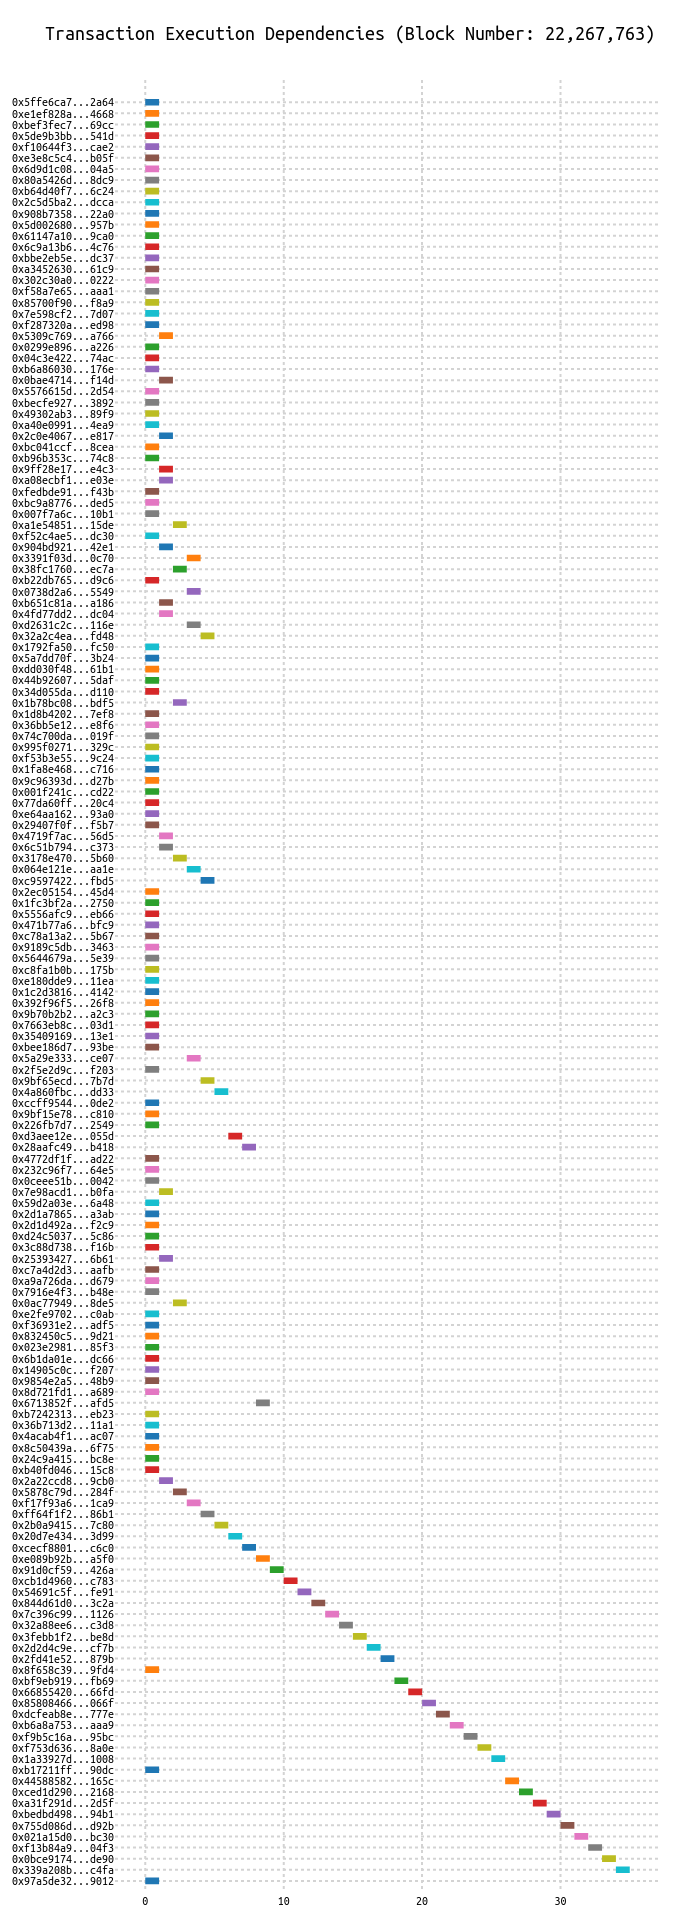 Transaction Execution Dependencies (Block Number: 22,267,763)
0x5ffe6ca7...2a64
0xe1ef828a...4668
0xbef3fec7...69cc
0x5de9b3bb...541d
0xf10644f3...cae2
0xe3e8c5c4...b05f
0x6d9d1c08...04a5
0x80a5426d...8dc9
0xb64d40f7...6c24
0x2c5d5ba2...dcca
0x908b7358...22a0
0x5d002680...957b
0x61147a10...9ca0
0x6c9a13b6...4c76
0xbbe2eb5e...dc37
0xa3452630...61c9
0x302c30a0...0222
0xf58a7e65...aaa1
0x85700f90...f8a9
0x7e598cf2...7d07
0xf287320a...ed98
0x5309c769...a766
0x0299e896...a226
0x04c3e422...74ac
0xb6a86030...176e
0x0bae4714...f14d
0x5576615d...2d54
0xbecfe927...3892
0x49302ab3...89f9
0xa40e0991...4ea9
0x2c0e4067...e817
0xbc041ccf...8cea
0xb96b353c...74c8
0x9ff28e17...e4c3
0xa08ecbf1...e03e
0xfedbde91...f43b
0xbc9a8776...ded5
0x007f7a6c...10b1
0xa1e54851...15de
0xf52c4ae5...dc30
0x904bd921...42e1
0x3391f03d...0c70
0x38fc1760...ec7a
0xb22db765...d9c6
0x0738d2a6...5549
0xb651c81a...a186
0x4fd77dd2...dc04
0xd2631c2c...116e
0x32a2c4ea...fd48
0x1792fa50...fc50
0x5a7dd70f...3b24
0xdd030f48...61b1
0x44b92607...5daf
0x34d055da...d110
0x1b78bc08...bdf5
0x1d8b4202...7ef8
0x36bb5e12...e8f6
0x74c700da...019f
0x995f0271...329c
0xf53b3e55...9c24
0x1fa8e468...c716
0x9c96393d...d27b
0x001f241c...cd22
0x77da60ff...20c4
0xe64aa162...93a0
0x29407f0f...f5b7
0x4719f7ac...56d5
0x6c51b794...c373
0x3178e470...5b60
0x064e121e...aa1e
0xc9597422...fbd5
0x2ec05154...45d4
0x1fc3bf2a...2750
0x5556afc9...eb66
0x471b77a6...bfc9
0xc78a13a2...5b67
0x9189c5db...3463
0x5644679a...5e39
0xc8fa1b0b...175b
0xe180dde9...11ea
0x1c2d3816...4142
0x392f96f5...26f8
0x9b70b2b2...a2c3
0x7663eb8c...03d1
0x35409169...13e1
0xbee186d7...93be
0x5a29e333...ce07
0x2f5e2d9c...f203
0x9bf65ecd...7b7d
0x4a860fbc...dd33
0xccff9544...0de2
0x9bf15e78...c810
0x226fb7d7...2549
0xd3aee12e...055d
0x28aafc49...b418
0x4772df1f...ad22
0x232c96f7...64e5
0x0ceee51b...0042
0x7e98acd1...b0fa
0x59d2a03e...6a48
0x2d1a7865...a3ab
0x2d1d492a...f2c9
0xd24c5037...5c86
0x3c88d738...f16b
0x25393427...6b61
0xc7a4d2d3...aafb
0xa9a726da...d679
0x7916e4f3...b48e
0x0ac77949...8de5
0xe2fe9702...c0ab
0xf36931e2...adf5
0x832450c5...9d21
0x023e2981...85f3
0x6b1da01e...dc66
0x14905c0c...f207
0x9854e2a5...48b9
0x8d721fd1...a689
0x6713852f...afd5
0xb7242313...eb23
0x36b713d2...11a1
0x4acab4f1...ac07
0x8c50439a...6f75
0x24c9a415...bc8e
0xb40fd046...15c8
0x2a22ccd8...9cb0
0x5878c79d...284f
0xf17f93a6...1ca9
0xff64f1f2...86b1
0x2b0a9415...7c80
0x20d7e434...3d99
0xcecf8801...c6c0
0xe089b92b...a5f0
0x91d0cf59...426a
0xcb1d4960...c783
0x54691c5f...fe91
0x844d61d0...3c2a
0x7c396c99...1126
0x32a88ee6...c3d8
0x3febb1f2...be8d
0x2d2d4c9e...cf7b
0x2fd41e52...879b
0x8f658c39...9fd4
0xbf9eb919...fb69
0x66855420...66fd
0x85808466...066f
0xdcfeab8e...777e
0xb6a8a753...aaa9
0xf9b5c16a...95bc
0xf753d636...8a0e
0x1a33927d...1008
0xb17211ff...90dc
0x44588582...165c
0xced1d290...2168
0xa31f291d...2d5f
0xbedbd498...94b1
0x755d086d...d92b
0x021a15d0...bc30
0xf13b84a9...04f3
0x0bce9174...de90
0x339a208b...c4fa
0x97a5de32...9012
0 10 20 30